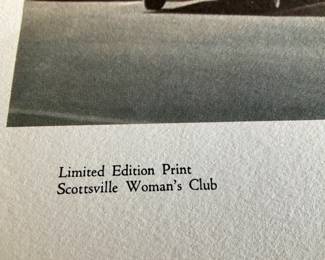 Limited Edition Print
Scottsville Woman's Club